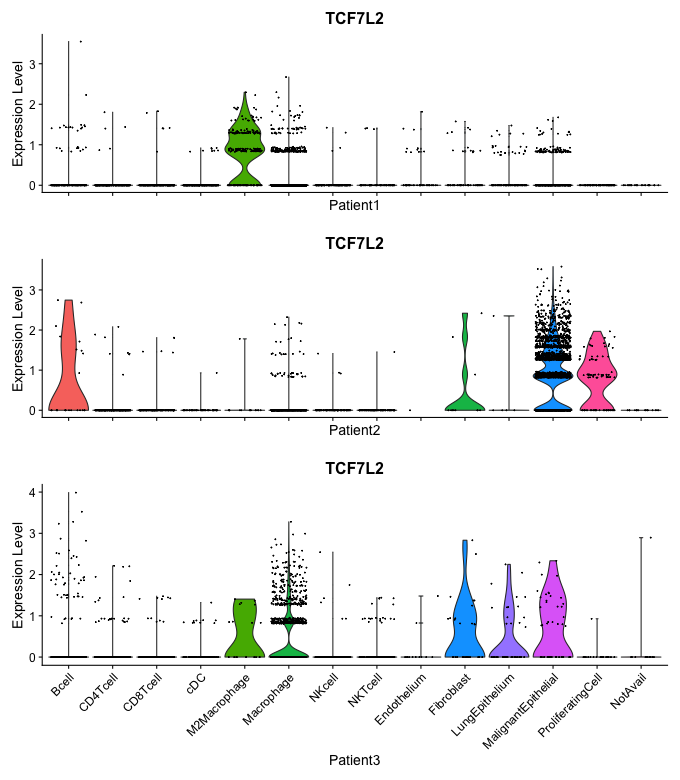 TCF7L2
Expression Level
3
2
1
0
Patient1
TCF7L2
Expression Level
3
2
1
0
Patient2
TCF7L2
Expression Level
4
3
2
1
0
Bcell
CD4Tcell
CD8Tcell
cDC
M2Macrophage
Macrophage
NKcell
NKTcell
Endothelium
Fibroblast
LungEpithelium
MalignantEpithelial
ProliferatingCell
NotAvail
Patient3